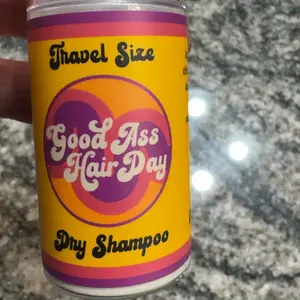 Travel Size
Good Ass
Hair Day
Dry Shampoo